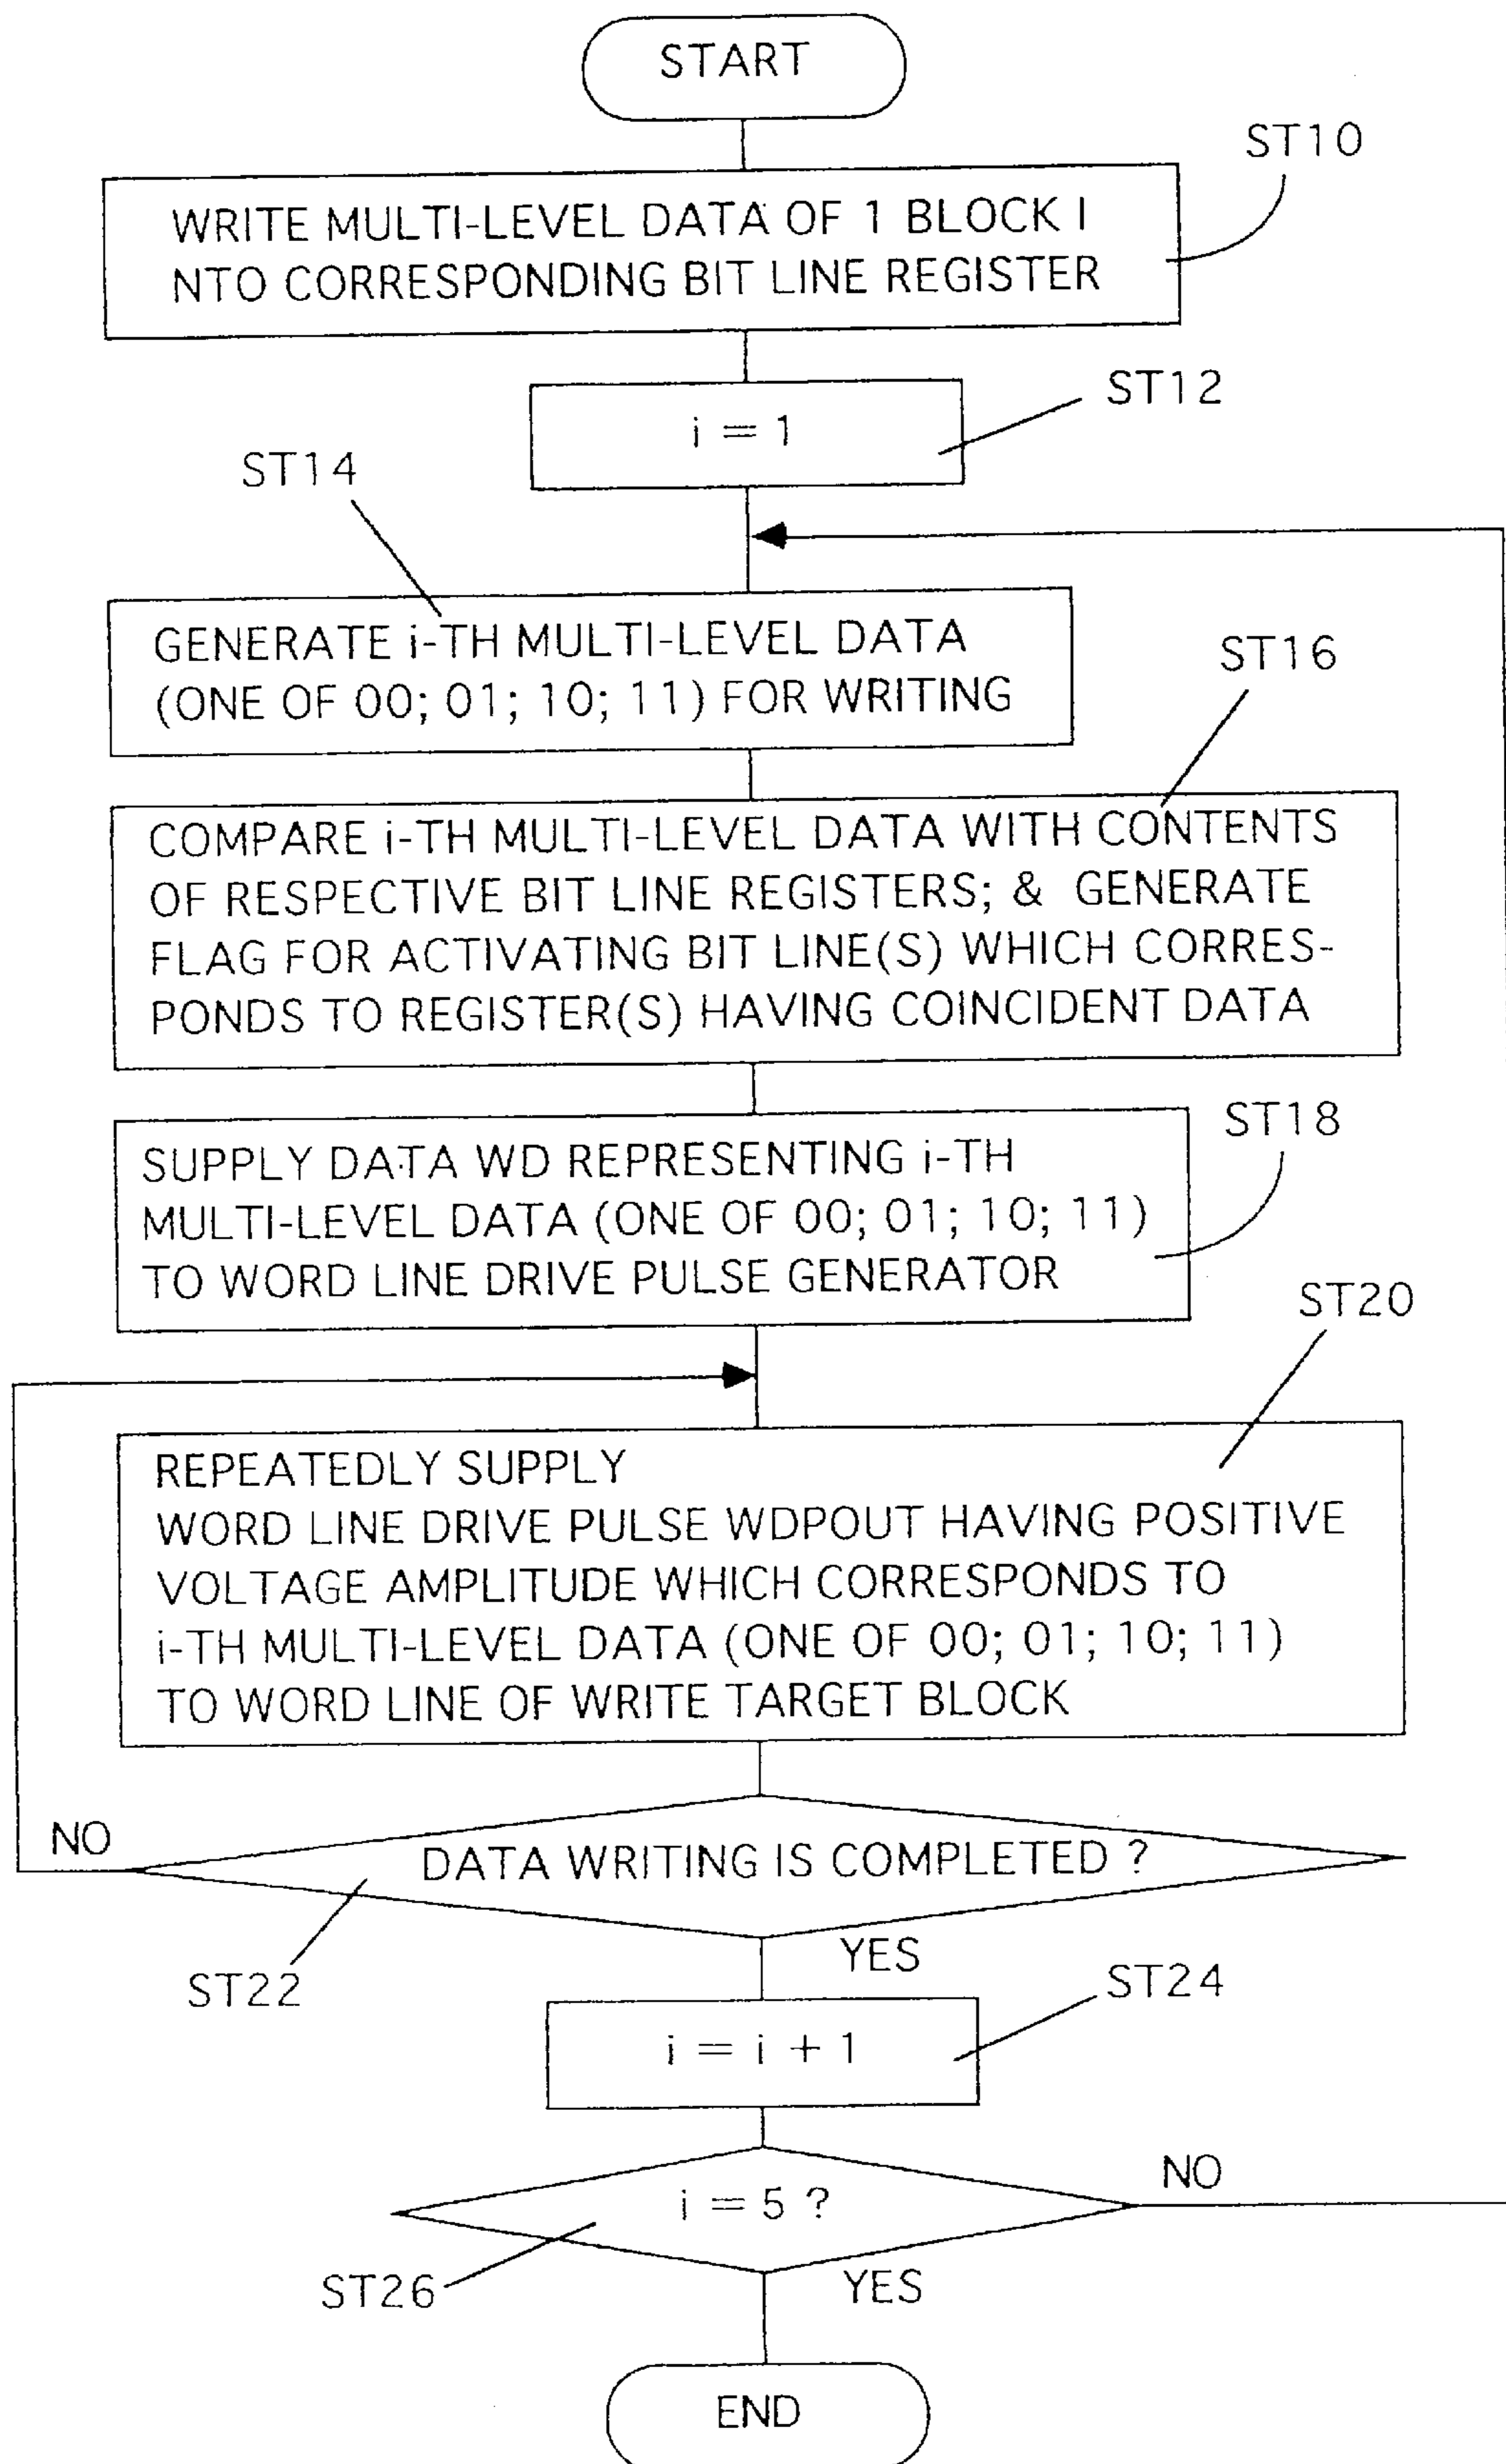 START
ST10
WRITE MULTI-LEVEL DATA OF 1 BLOCK I
NTO CORRESPONDING BIT LINE REGISTER
ST12
i = 1
ST14
GENERATE i-TH MULTI-LEVEL DATA
(ONE OF 00; 01; 10; 11) FOR WRITING
ST16
COMPARE i-TH MULTI-LEVEL DATA WITH CONTENTS
OF RESPECTIVE BIT LINE REGISTERS; & GENERATE
FLAG FOR ACTIVATING BIT LINE(S) WHICH CORRES-
PONDS TO REGISTER(S) HAVING COINCIDENT DATA
ST18
SUPPLY DATA WD REPRESENTING i-TH
MULTI-LEVEL DATA (ONE OF 00; 01; 10; 11)
TO WORD LINE DRIVE PULSE GENERATOR
ST20
REPEATEDLY SUPPLY
WORD LINE DRIVE PULSE WDPOUT HAVING POSITIVE
VOLTAGE AMPLITUDE WHICH CORRESPONDS TO
i-TH MULTI-LEVEL DATA (ONE OF 00; 01; 10; 11)
TO WORD LINE OF WRITE TARGET BLOCK
NO
DATA WRITING IS COMPLETED ?
YES
ST22
ST24
i = i + 1
NO
i = 5 ?
ST26
YES
END